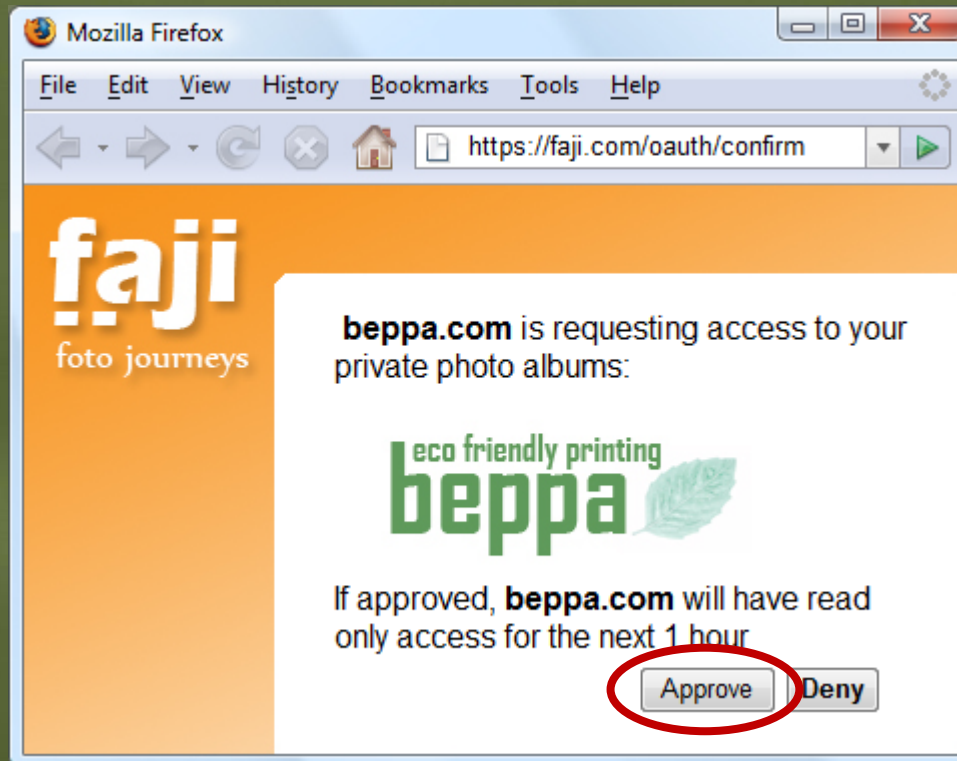 Mozilla Firefox
File Edit View History Bookmarks Tools Help
https://faji.com/oauth/confirm
faji
foto journeys
beppa.com is requesting access to your
private photo albums:
eco friendly printing
beppa
If approved, beppa.com will have read
only access for the next 1 hour
Approve Deny